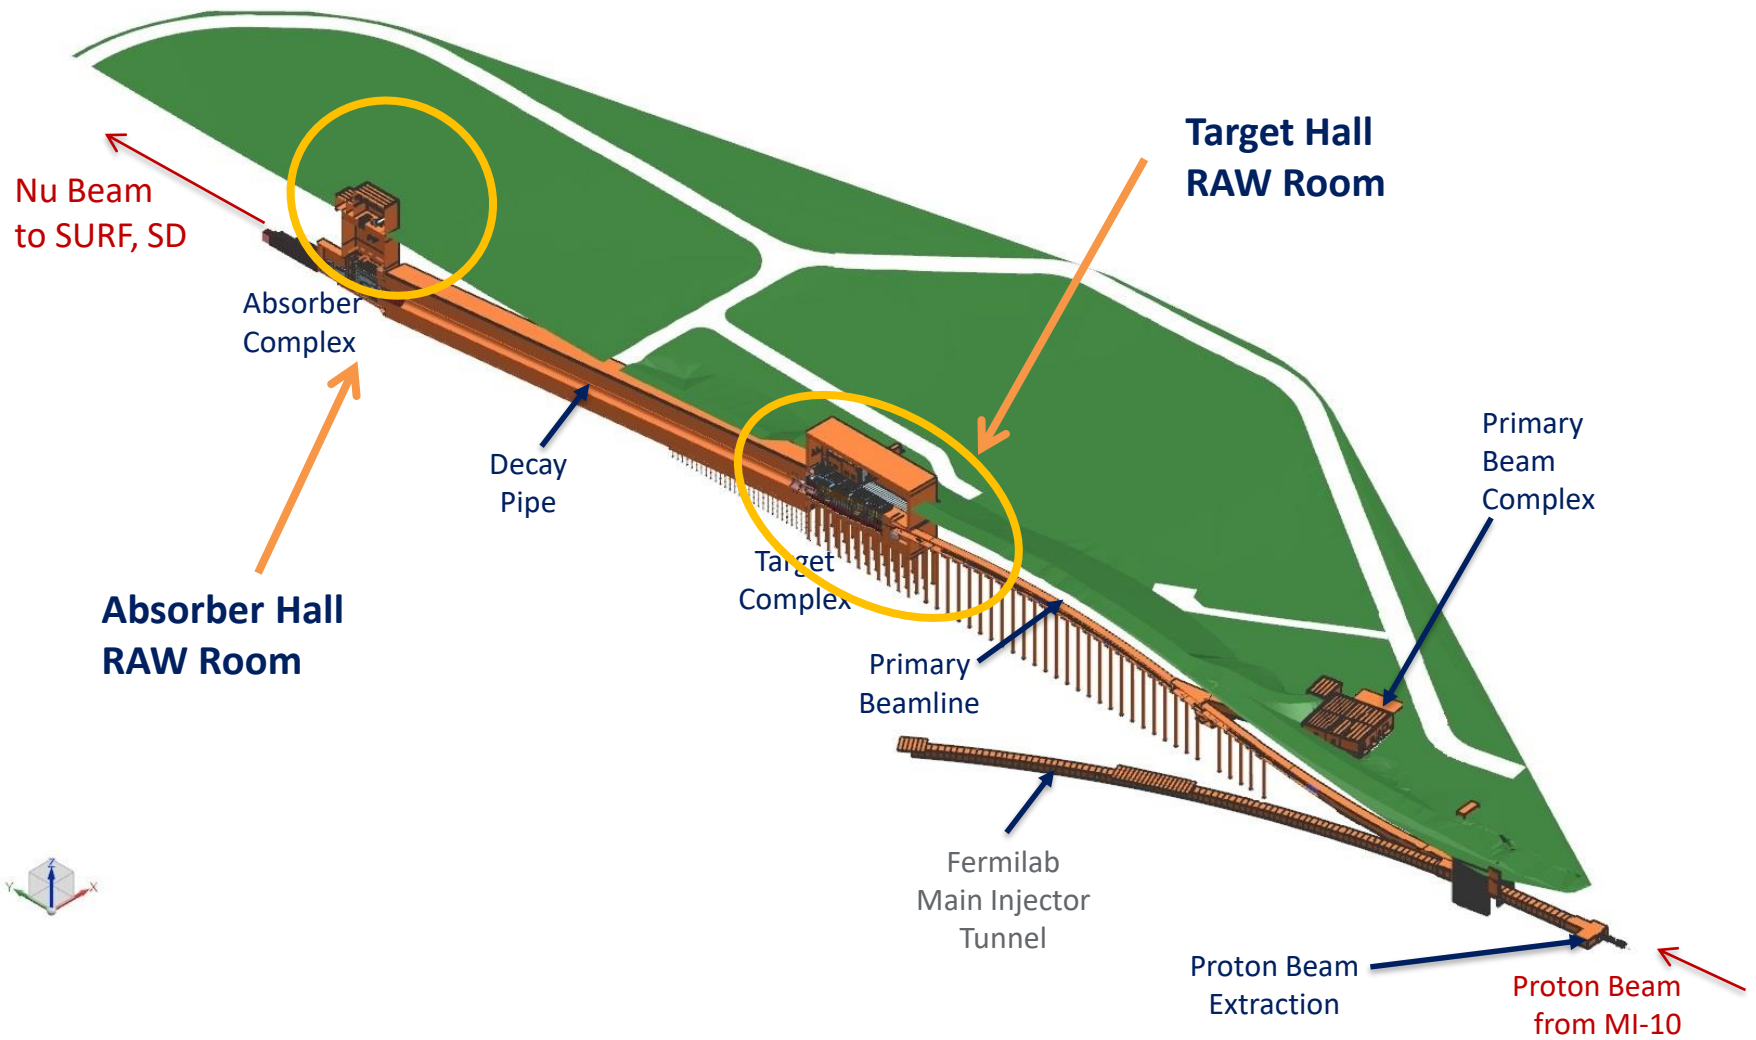 Target Hall
RAW Room
Nu Beam
to SURF, SD
Absorber
Complex
Decay
Pipe
Primary
Beam
Complex
Target
Complex
Absorber Hall
RAW Room
Primary
Beamline
Fermilab
Main Injector
Tunnel
Proton Beam
Extraction
Proton Beam
from MI-10
Z
Y
X